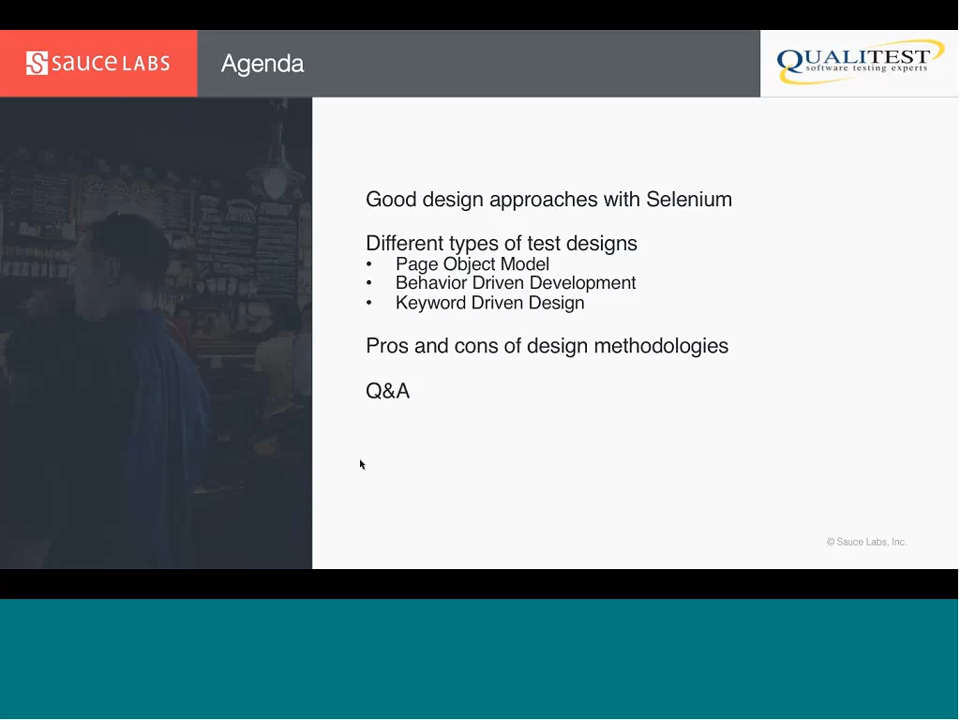 SAUCE LABS
Agenda
QUALITEST
software testing experts
Good design approaches with Selenium
Different types of test designs
• Page Object Model
• Behavior Driven Development
• Keyword Driven Design
Pros and cons of design methodologies
Q&A
© Sauce Labs, Inc.